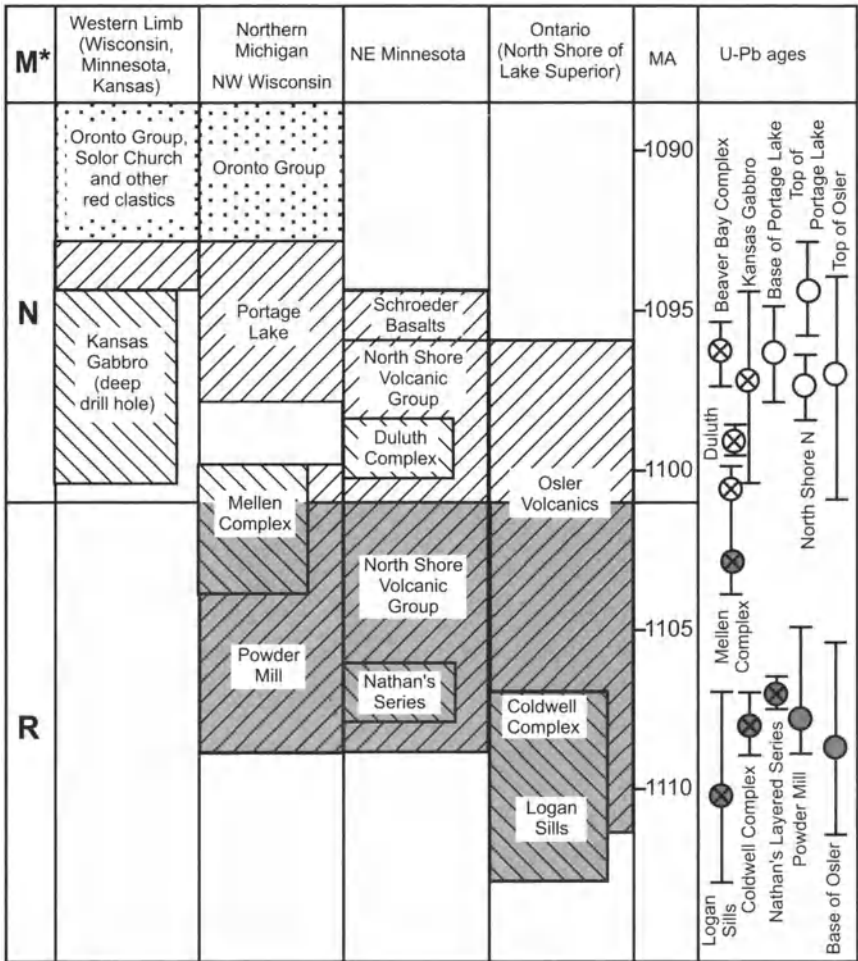 M*
Western Limb
(Wisconsin,
Minnesota,
Kansas)
Northern
Michigan
NW Wisconsin
NE Minnesota
Ontario
(North Shore of
Lake Superior)
MA
U-Pb ages
N
R
Oronto Group,
Solor Church
and other
red clastics
Kansas
Gabbro
(deep
drill hole)
Oronto Group
Portage
Lake
Mellen
Complex
Powder
Mill
Schroeder
Basalts
North Shore
Volcanic
Group
Duluth
Complex
North Shore
Volcanic
Group
Nathan's
Series
Osler
Volcanics
Coldwell
Complex
Logan
Sills
1090
1095
1100
1105
1110
Beaver Bay Complex
Kansas Gabbro
Base of Portage Lake
Top of
Portage Lake
Top of Osler
Duluth
North Shore N
Mellen
Complex
Logan
Sills
Coldwell Complex
Nathan's Layered Series
Powder Mill
Base of Osler